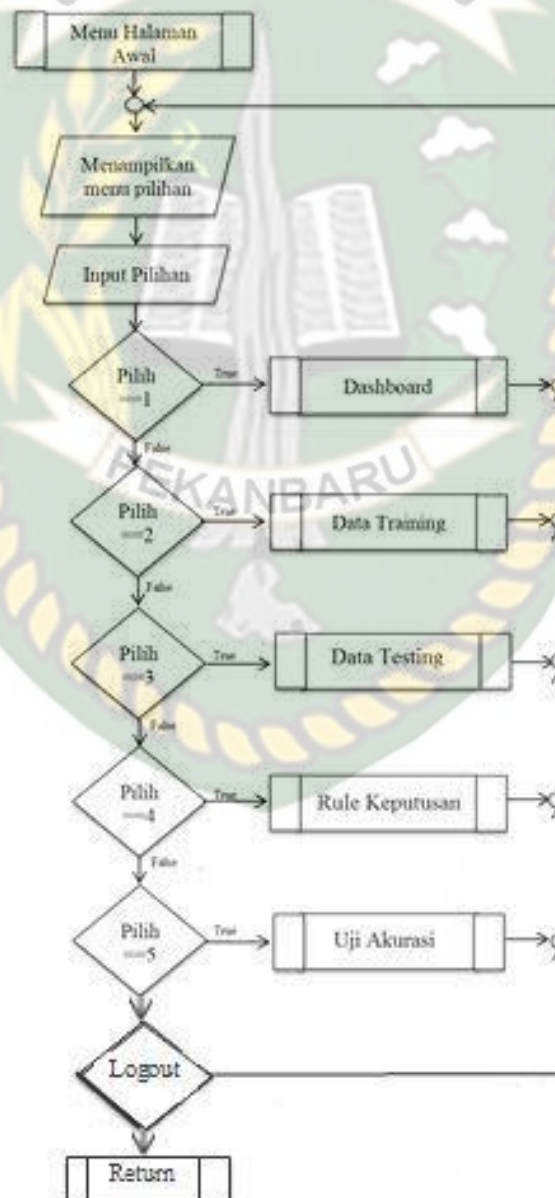 Menu Halaman
Awal
Menampilkan
menu pilihan
Input Pilihan
Pilih
==1
True
Dashboard
False
PEKANBARU
Pilih
==2
True
Data Training
False
Pilih
==3
True
Data Testing
False
Pilih
==4
True
Rule Keputusan
False
Pilih
==5
True
Uji Akurasi
Logout
Return